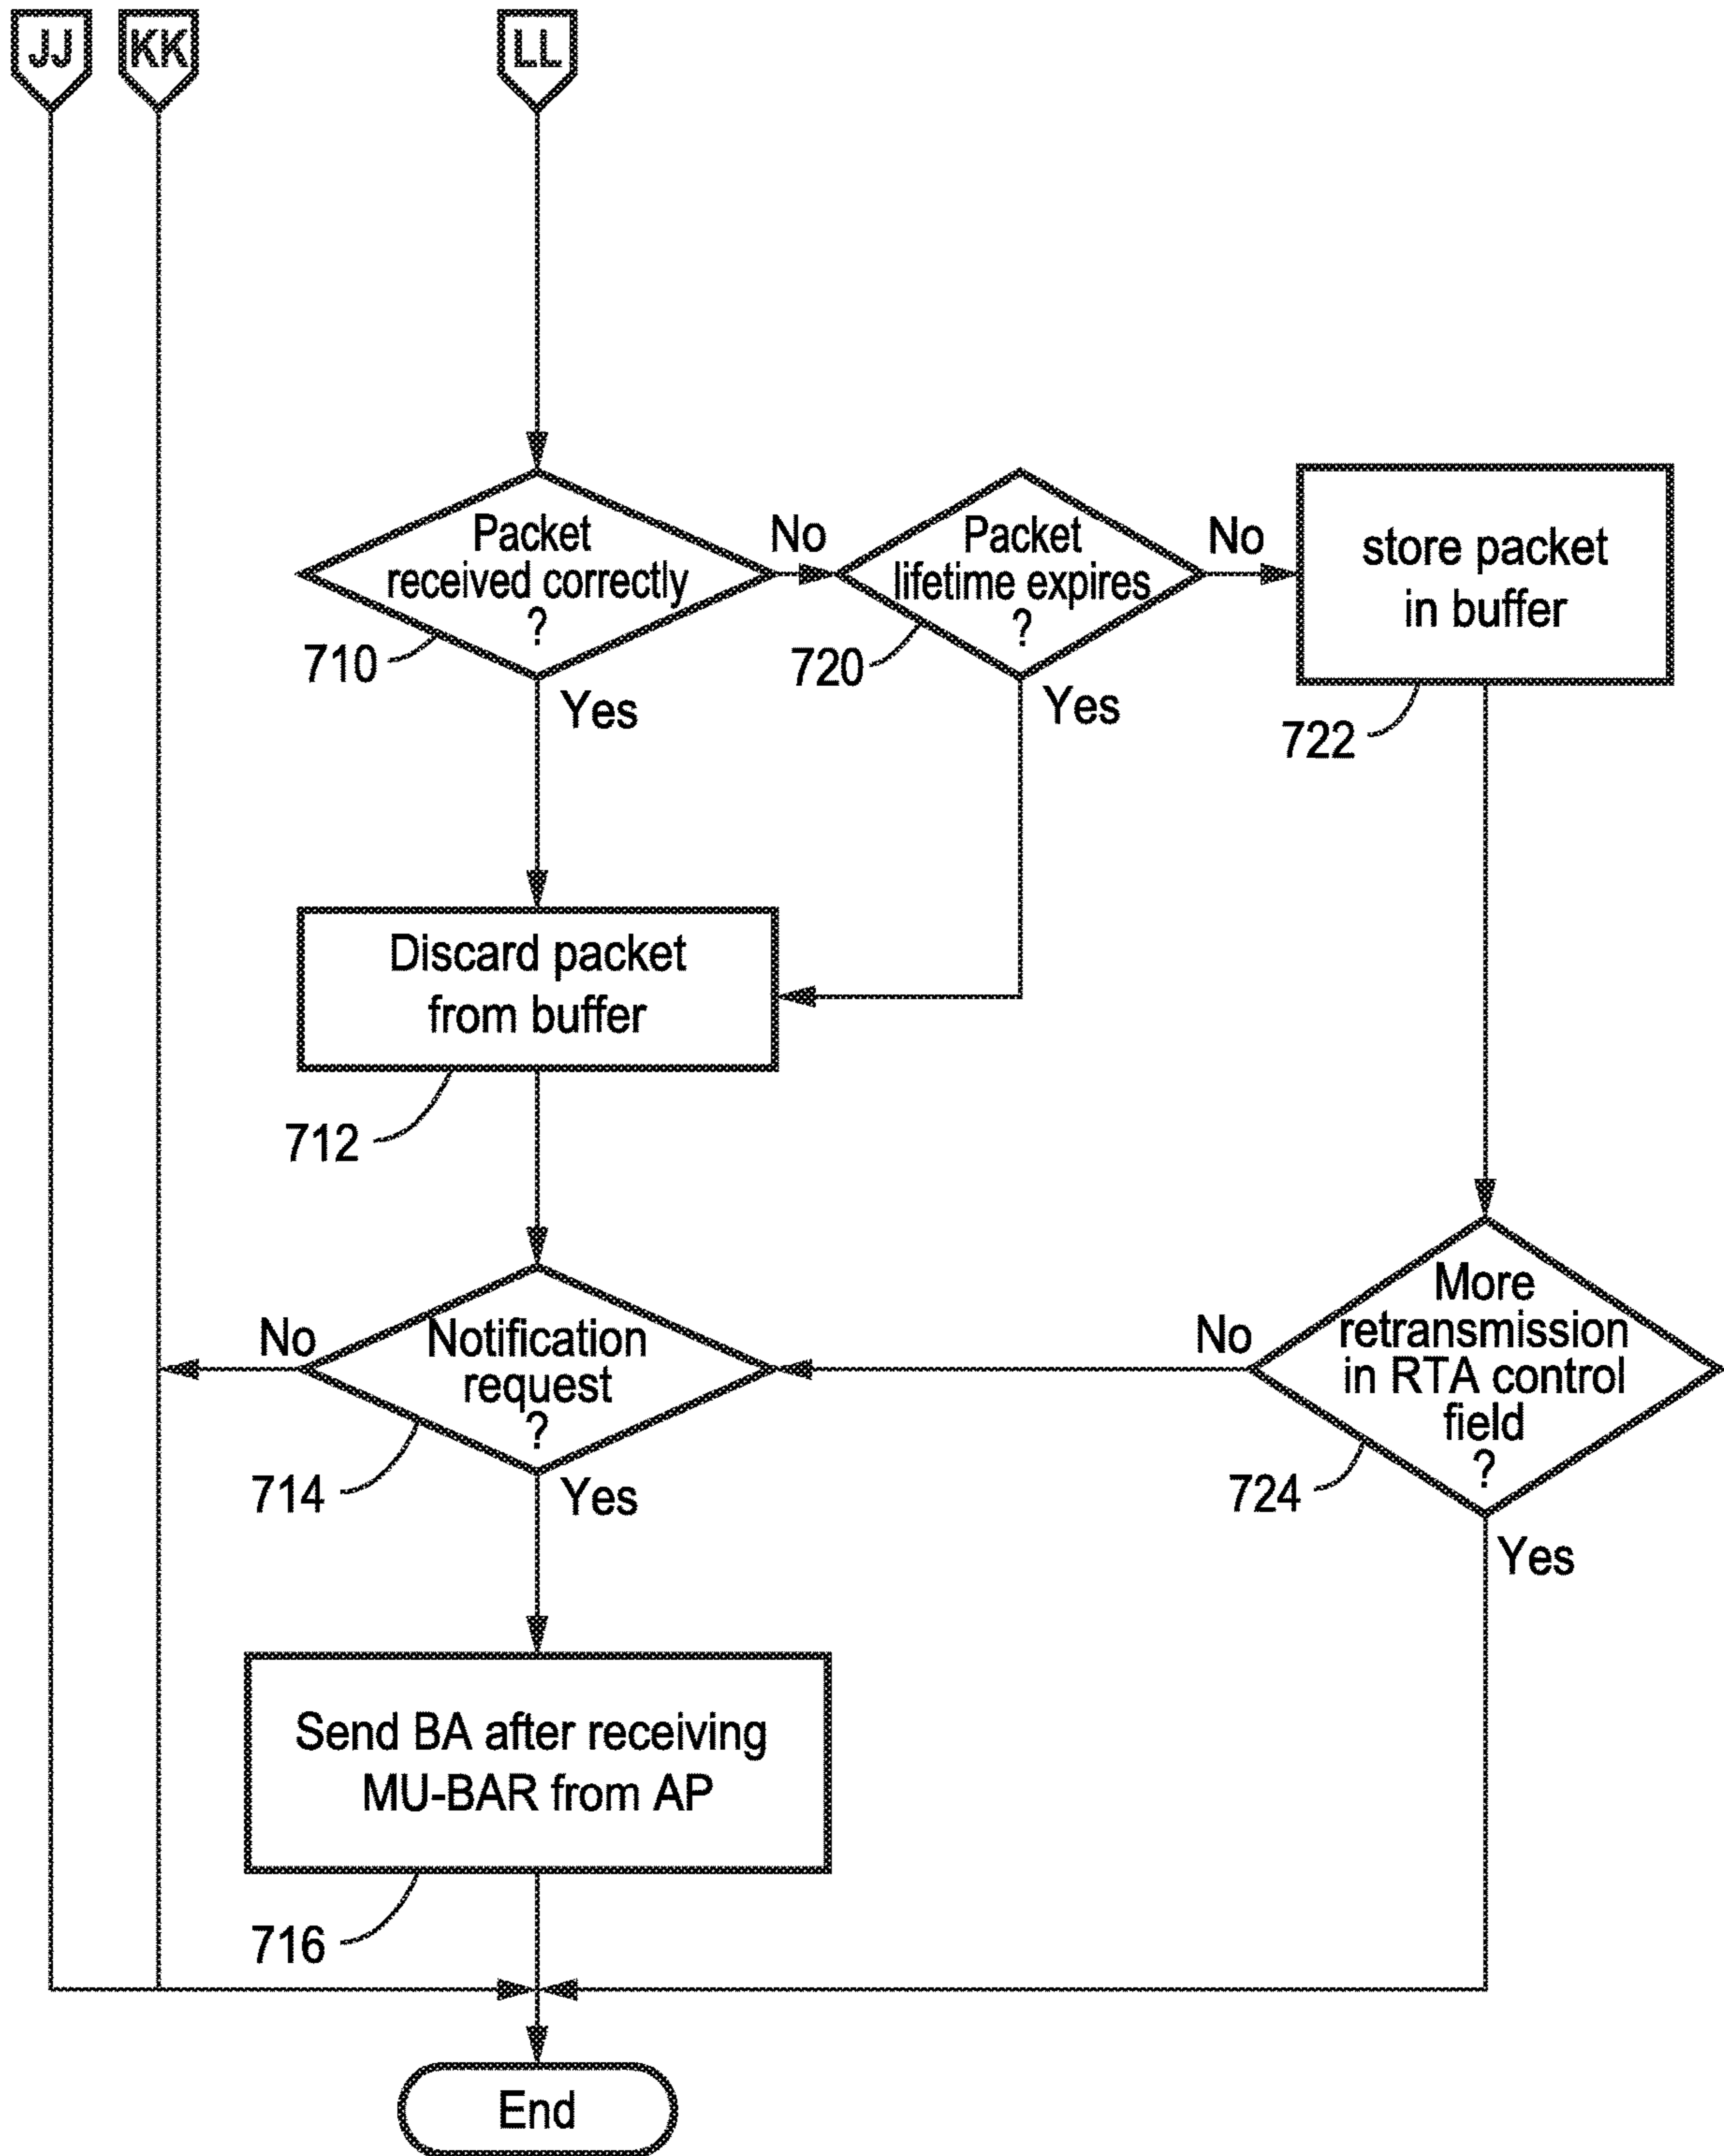 JJ
KK
LL
Packet
received correctly
?
710
No
Yes
Packet
lifetime expires
?
720
No
Yes
store packet
in buffer
722
Discard packet
from buffer
712
No
Notification
request
?
714
Yes
No
More
retransmission
in RTA control
field
?
724
Yes
Send BA after receiving
MU-BAR from AP
716
End